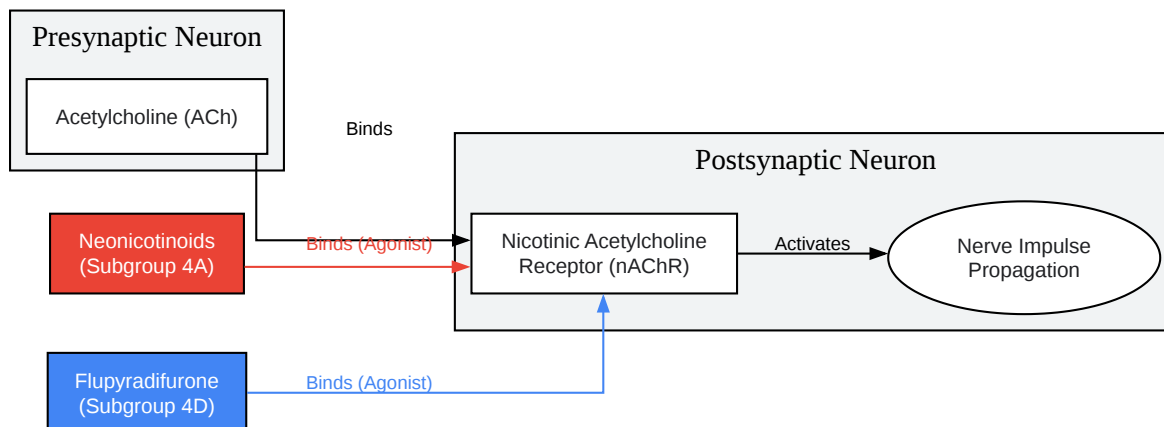 Presynaptic Neuron
Acetylcholine (ACh)
Binds
Postsynaptic Neuron
Neonicotinoids
(Subgroup 4A)
Binds (Agonist)
Nicotinic Acetylcholine
Receptor (nAChR)
Activates
Nerve Impulse
Propagation
Flupyradifurone
(Subgroup 4D)
Binds (Agonist)